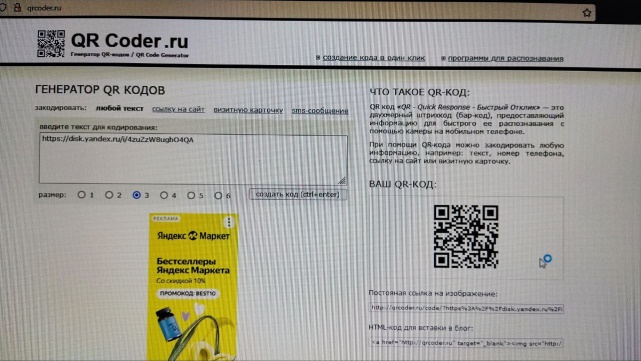 qrcoder.ru
QR Coder.ru
Генератор QR-кодов / QR Code Generator
создание кода в один клик
программы для распознавания
ГЕНЕРАТОР QR КОДОВ
закодировать: любой текст ссылку на сайт визитную карточку sms-сообщение
введите текст для кодирования:
https://disk.yandex.ru/i/4zuZzW8ugbO4QA
размер: 1 2 3 4 5 6 создать код (ctrl+enter)
РЕКЛАМА
Яндекс Маркет
Бестселлеры
Яндекс Маркета
Со скидкой 10%
ПРОМОКОД: BEST10
ЧТО ТАКОЕ QR-КОД:
QR код «QR - Quick Response - Быстрый Отклик» — это
двухмерный штрихкод (бар-код), предоставляющий
информацию для быстрого ее распознавания с
помощью камеры на мобильном телефоне.
При помощи QR-кода можно закодировать любую
информацию, например: текст, номер телефона,
ссылку на сайт или визитную карточку.
ВАШ QR-КОД:
Постояная ссылка на изображение:
http://qrcoder.ru/code/?https%3A%2F%2Fdisk.yandex.ru%2Fi
HTML-код для вставки в блог:
<a href="http://qrcoder.ru" target="_blank"><img src="http:/